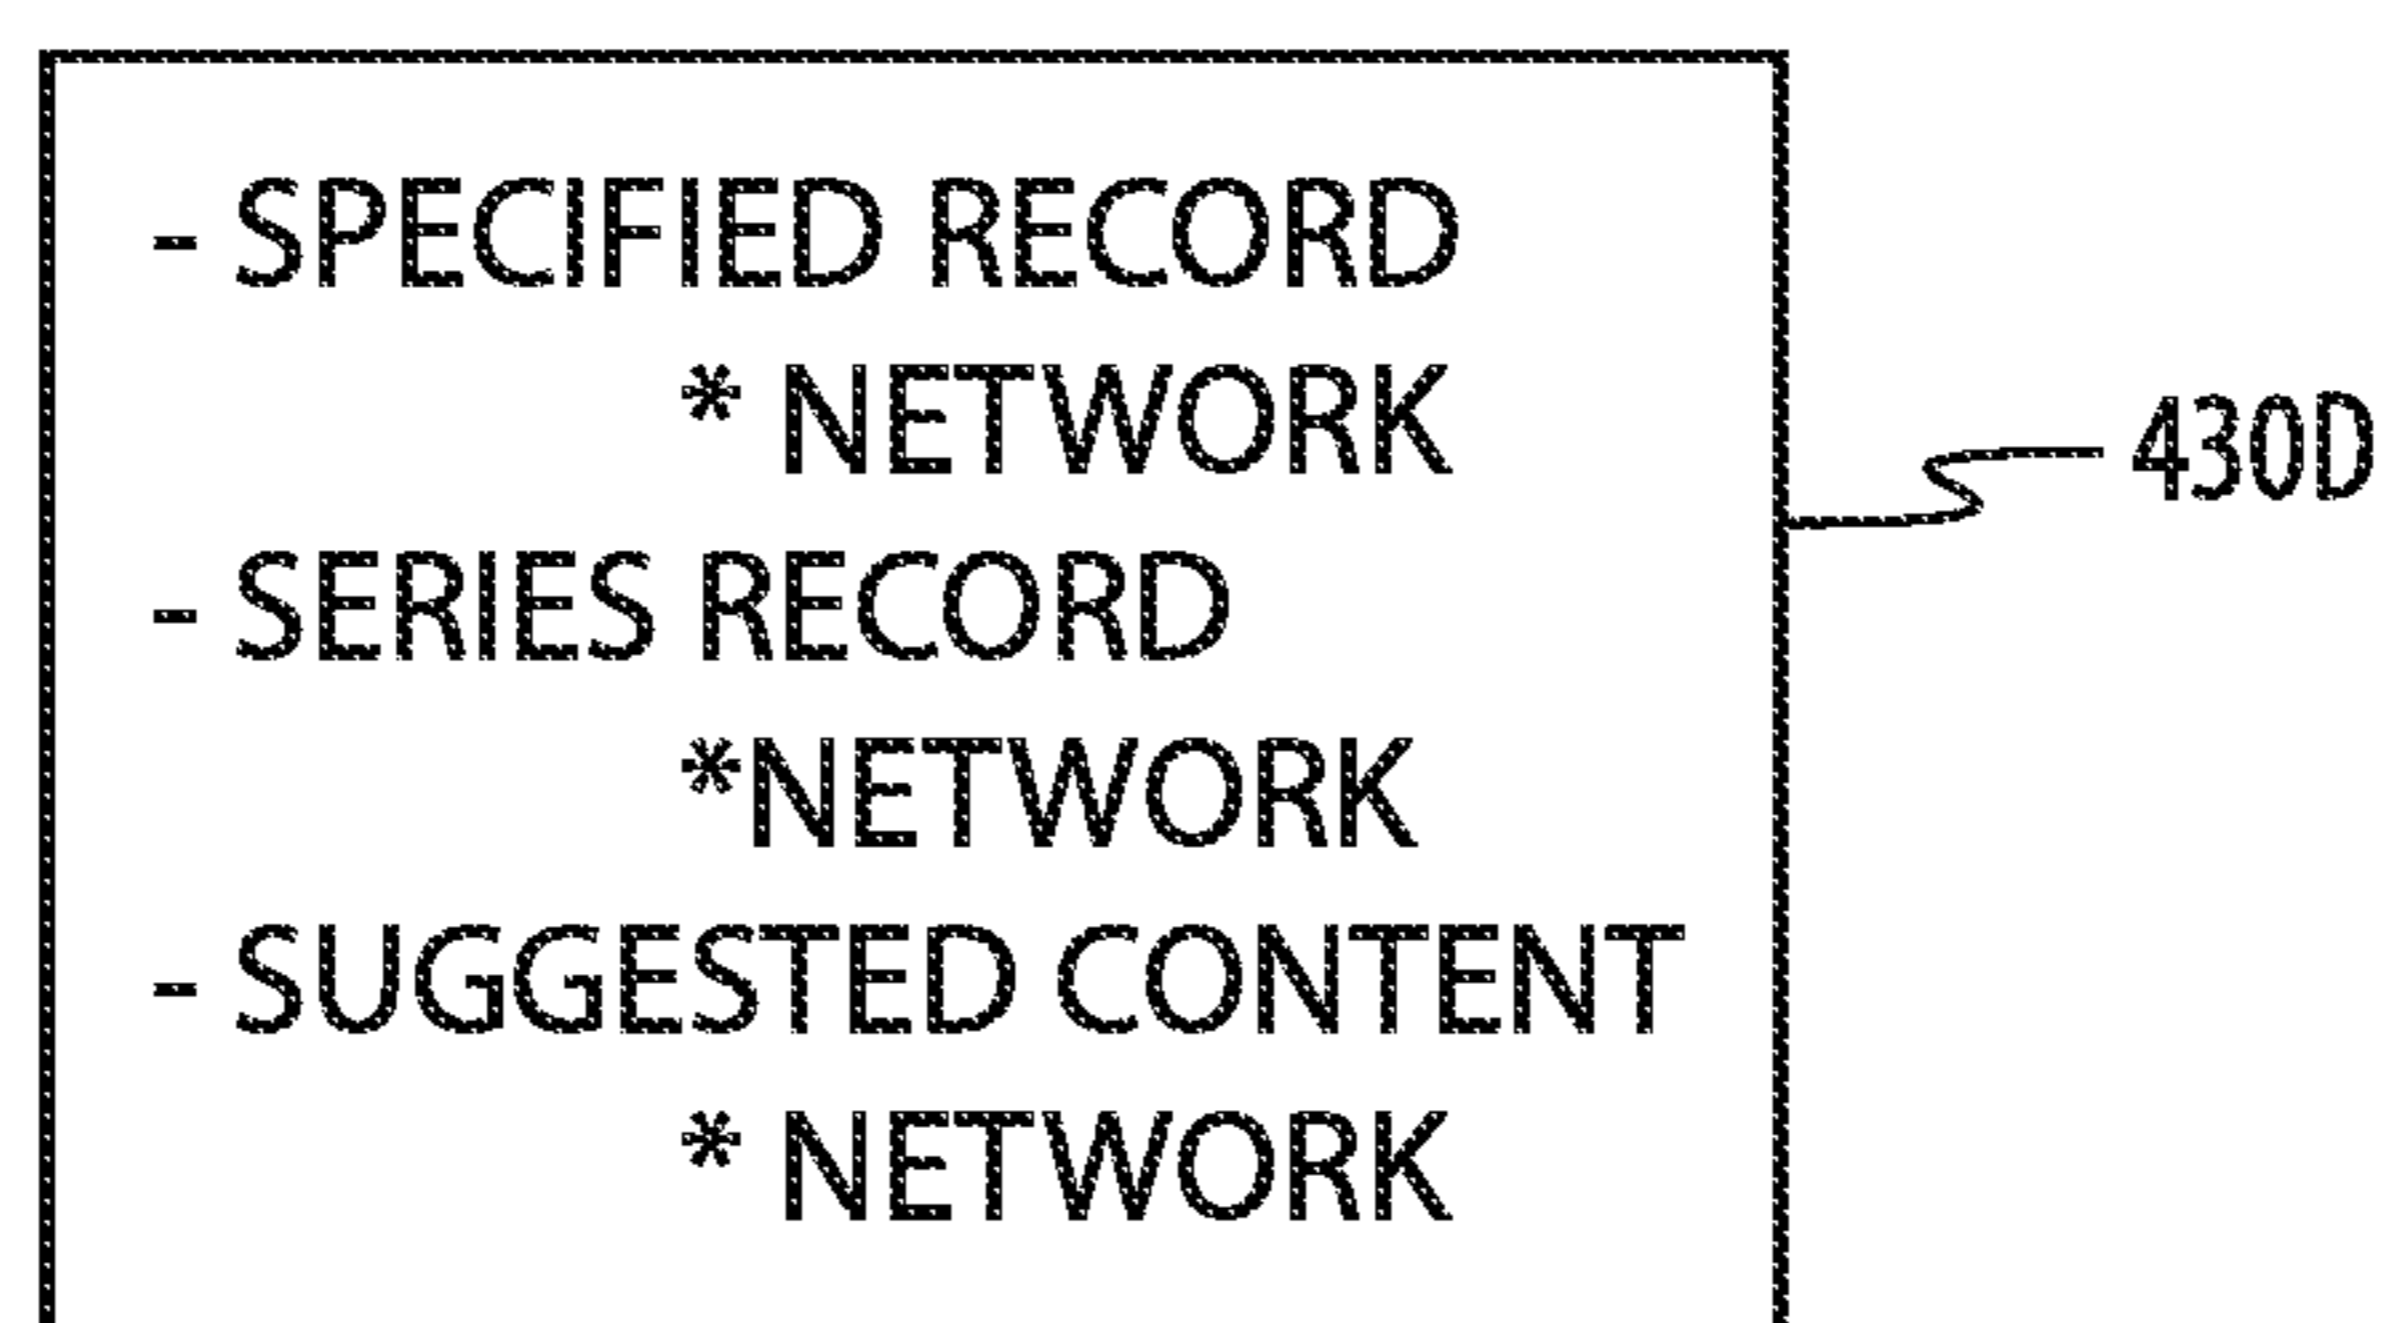 - SPECIFIED RECORD
* NETWORK
430D
- SERIES RECORD
*NETWORK
- SUGGESTED CONTENT
* NETWORK